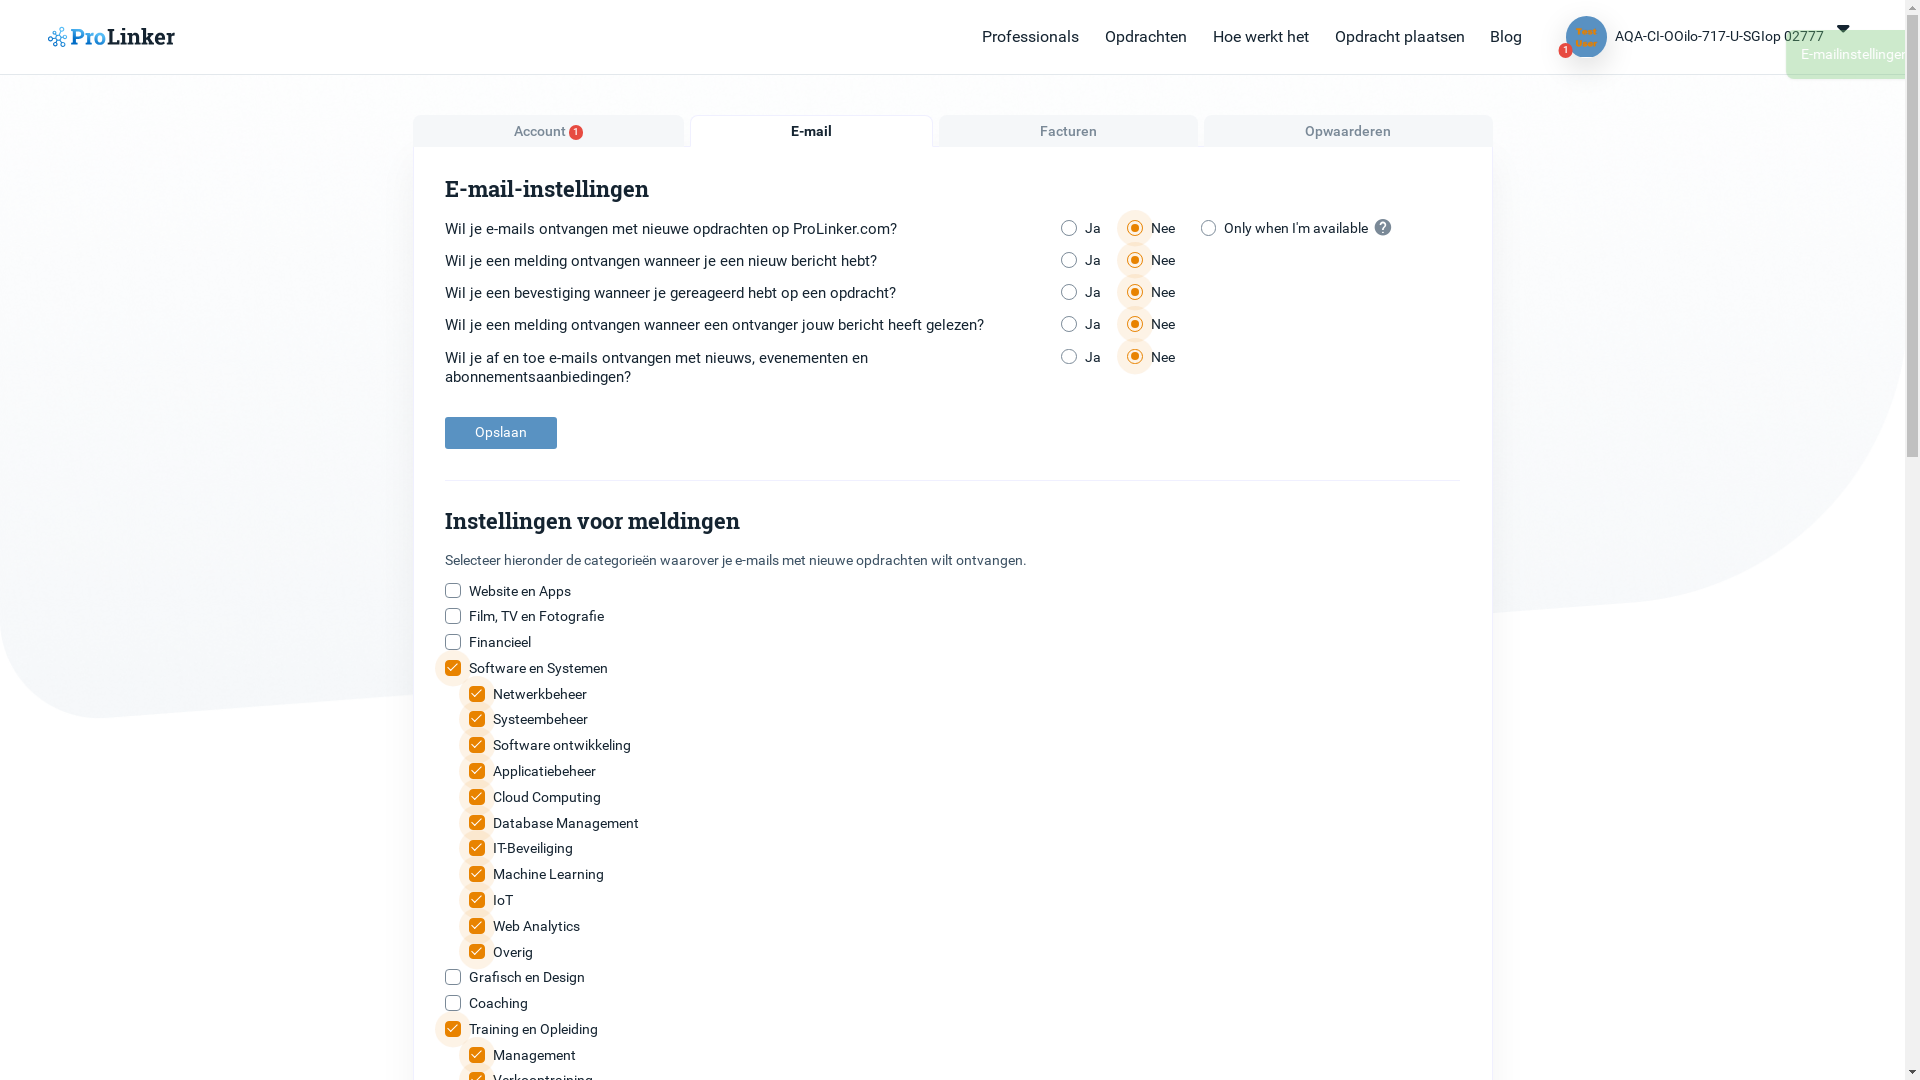 ProLinker
Professionals
Opdrachten
Hoe werkt het
Opdracht plaatsen
Blog
Test
User
1
AQA-CI-OOilo-717-U-SGIop 02777
E-mailinstellingen
Account 1
E-mail
Facturen
Opwaarderen
E-mail-instellingen
Wil je e-mails ontvangen met nieuwe opdrachten op ProLinker.com?
Ja
Nee
Only when I'm available
?
Wil je een melding ontvangen wanneer je een nieuw bericht hebt?
Ja
Nee
Wil je een bevestiging wanneer je gereageerd hebt op een opdracht?
Ja
Nee
Wil je een melding ontvangen wanneer een ontvanger jouw bericht heeft gelezen?
Ja
Nee
Wil je af en toe e-mails ontvangen met nieuws, evenementen en
abonnementsaanbiedingen?
Ja
Nee
Opslaan
Instellingen voor meldingen
Selecteer hieronder de categorieën waarover je e-mails met nieuwe opdrachten wilt ontvangen.
Website en Apps
Film, TV en Fotografie
Financieel
Software en Systemen
Netwerkbeheer
Systeembeheer
Software ontwikkeling
Applicatiebeheer
Cloud Computing
Database Management
IT-Beveiliging
Machine Learning
IoT
Web Analytics
Overig
Grafisch en Design
Coaching
Training en Opleiding
Management
Verkooptraining